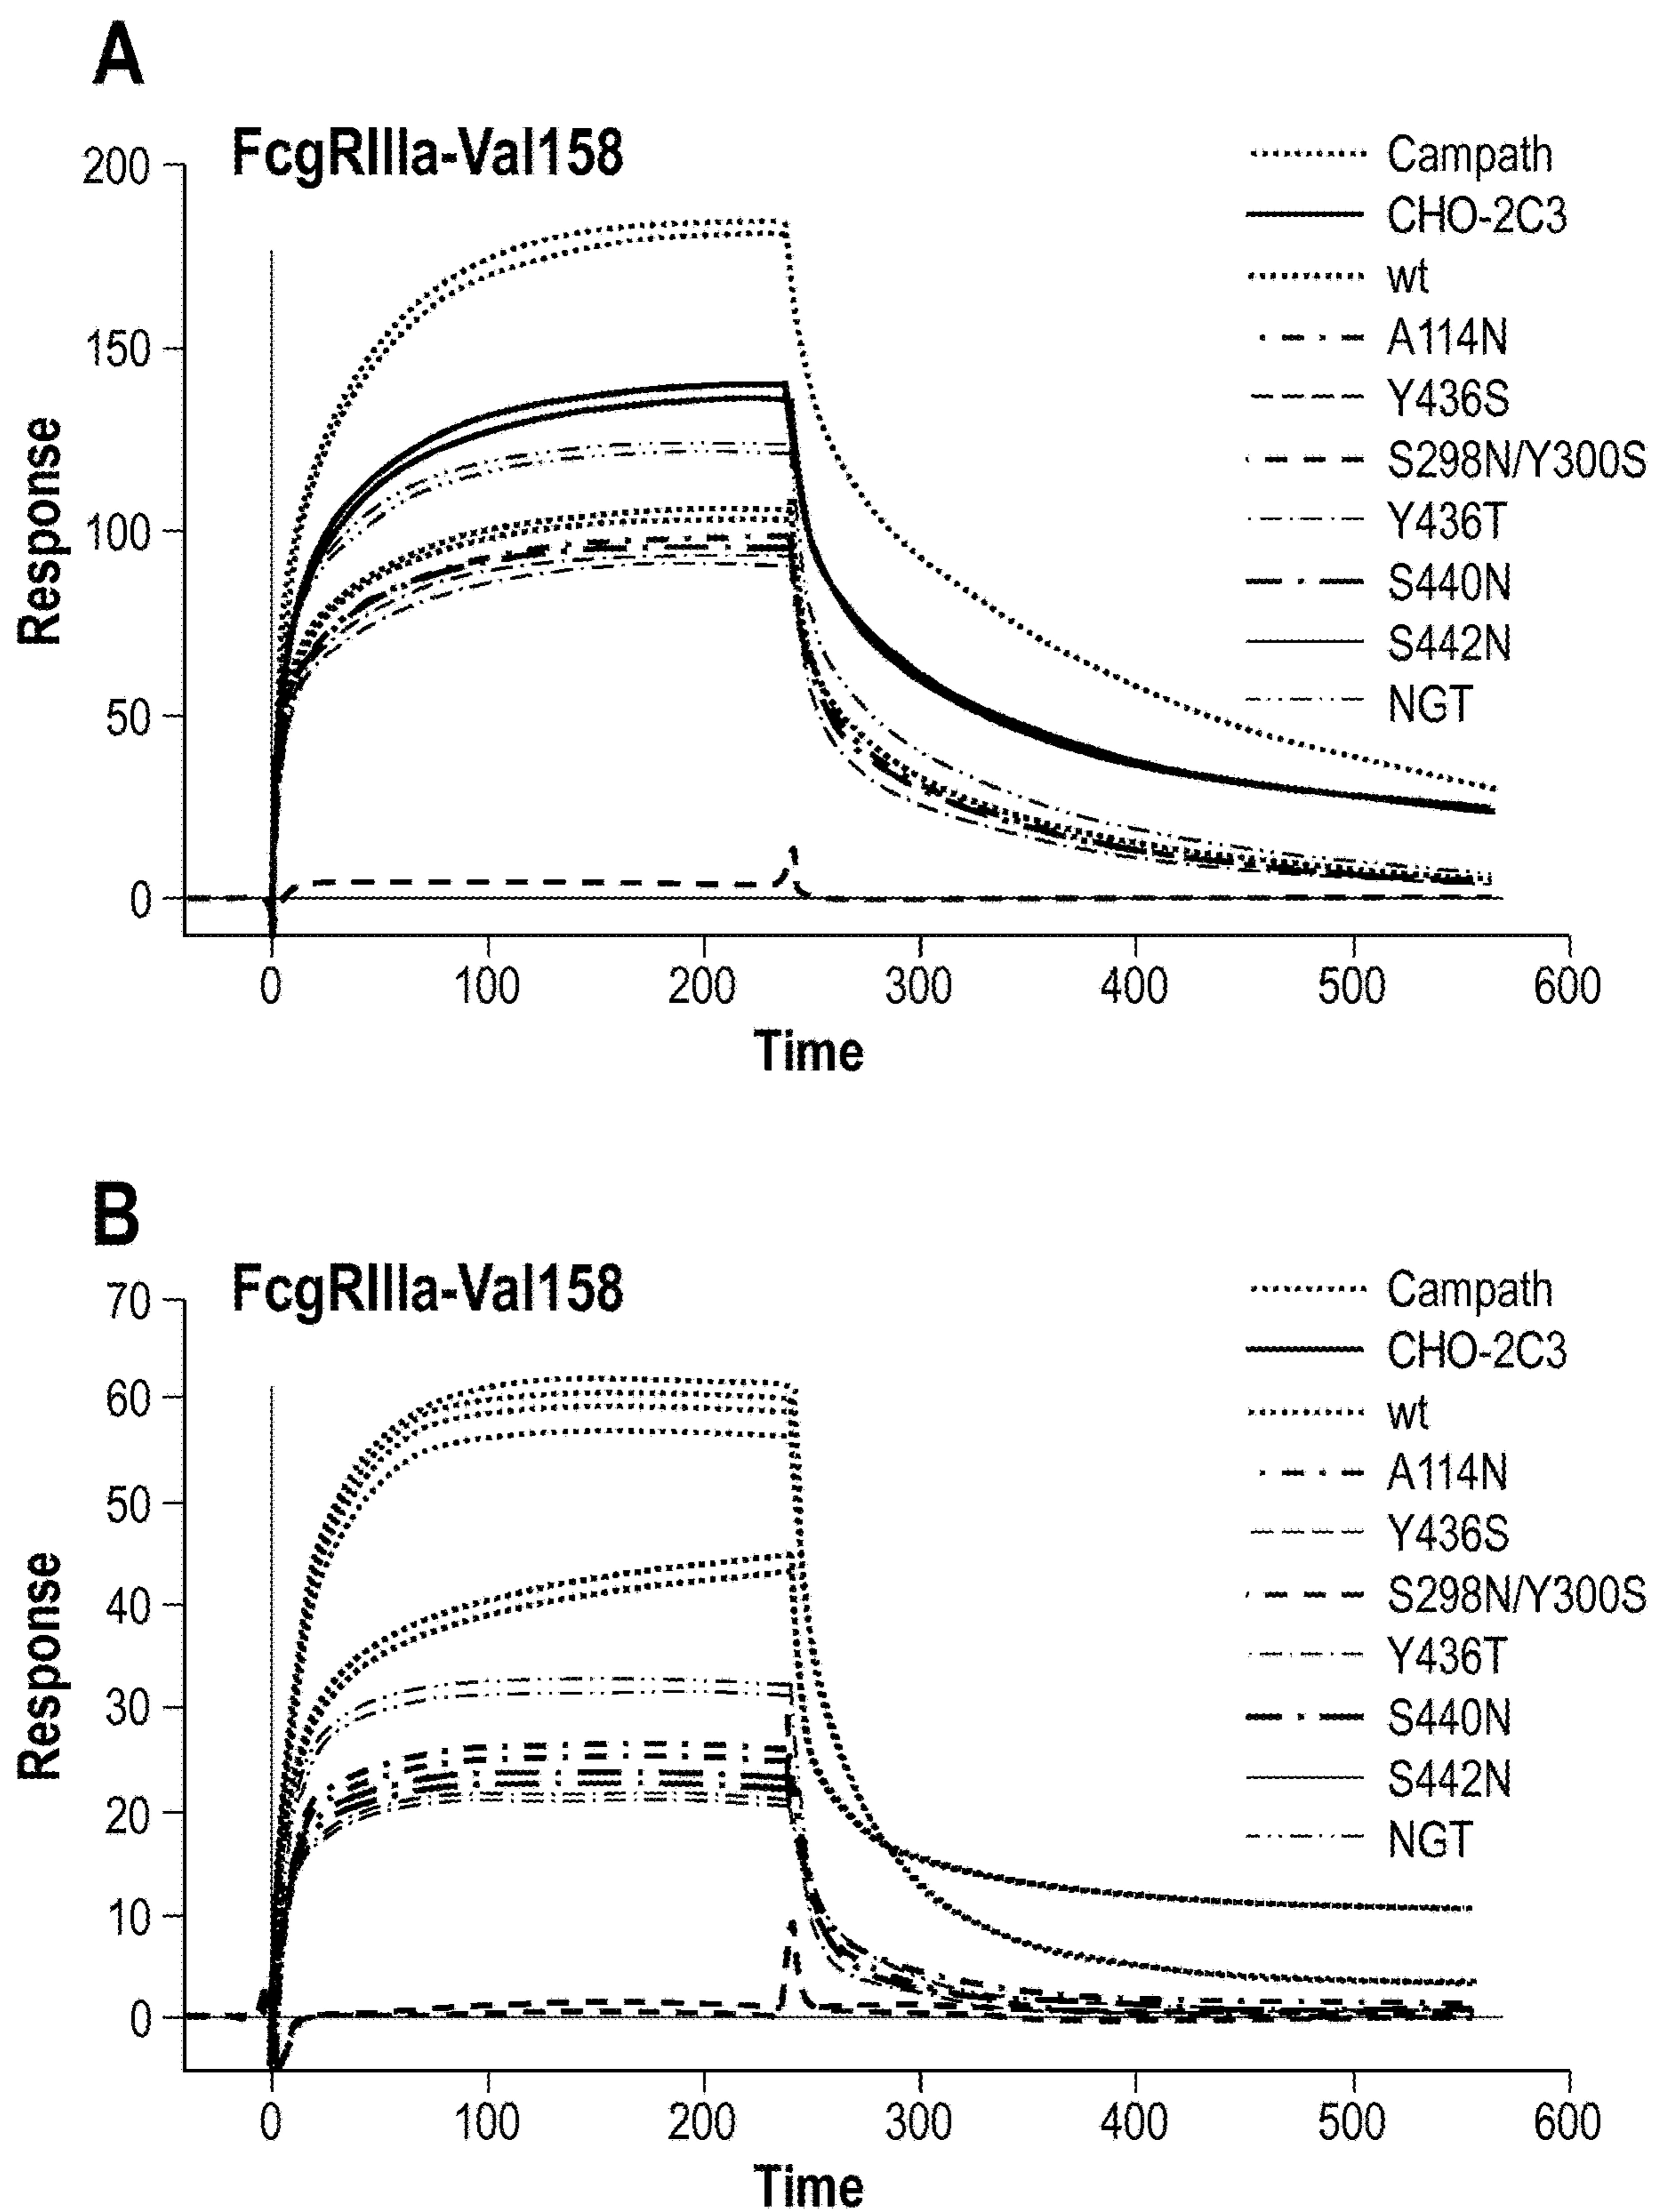 A
FcgRIIIa-Val158
Response
200
150
100
50
0
0 100 200 300 400 500 600
Time
Campath
CHO-2C3
wt
A114N
Y436S
S298N/Y300S
Y436T
S440N
S442N
NGT
B
FcgRIIIa-Val158
Response
70
60
50
40
30
20
10
0
0 100 200 300 400 500 600
Time
Campath
CHO-2C3
wt
A114N
Y436S
S298N/Y300S
Y436T
S440N
S442N
NGT